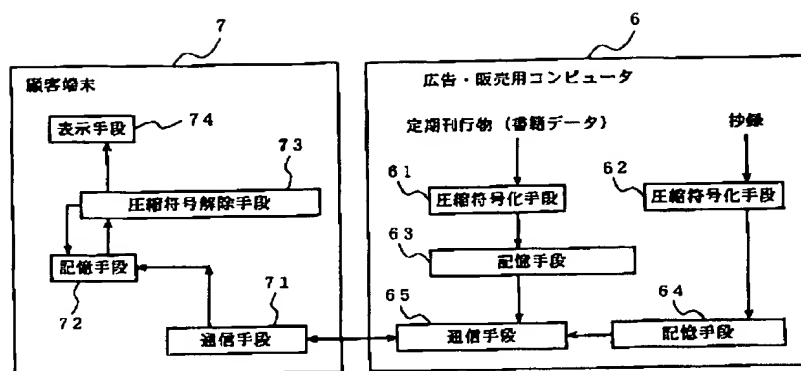 7
6
顧客端末
広告・販売用コンピュータ
表示手段
74
定期刊行物(書籍データ)
抄録
73
61
62
圧縮符号解除手段
圧縮符号化手段
圧縮符号化手段
63
記憶手段
記憶手段
72
71
65
64
通信手段
通信手段
記憶手段